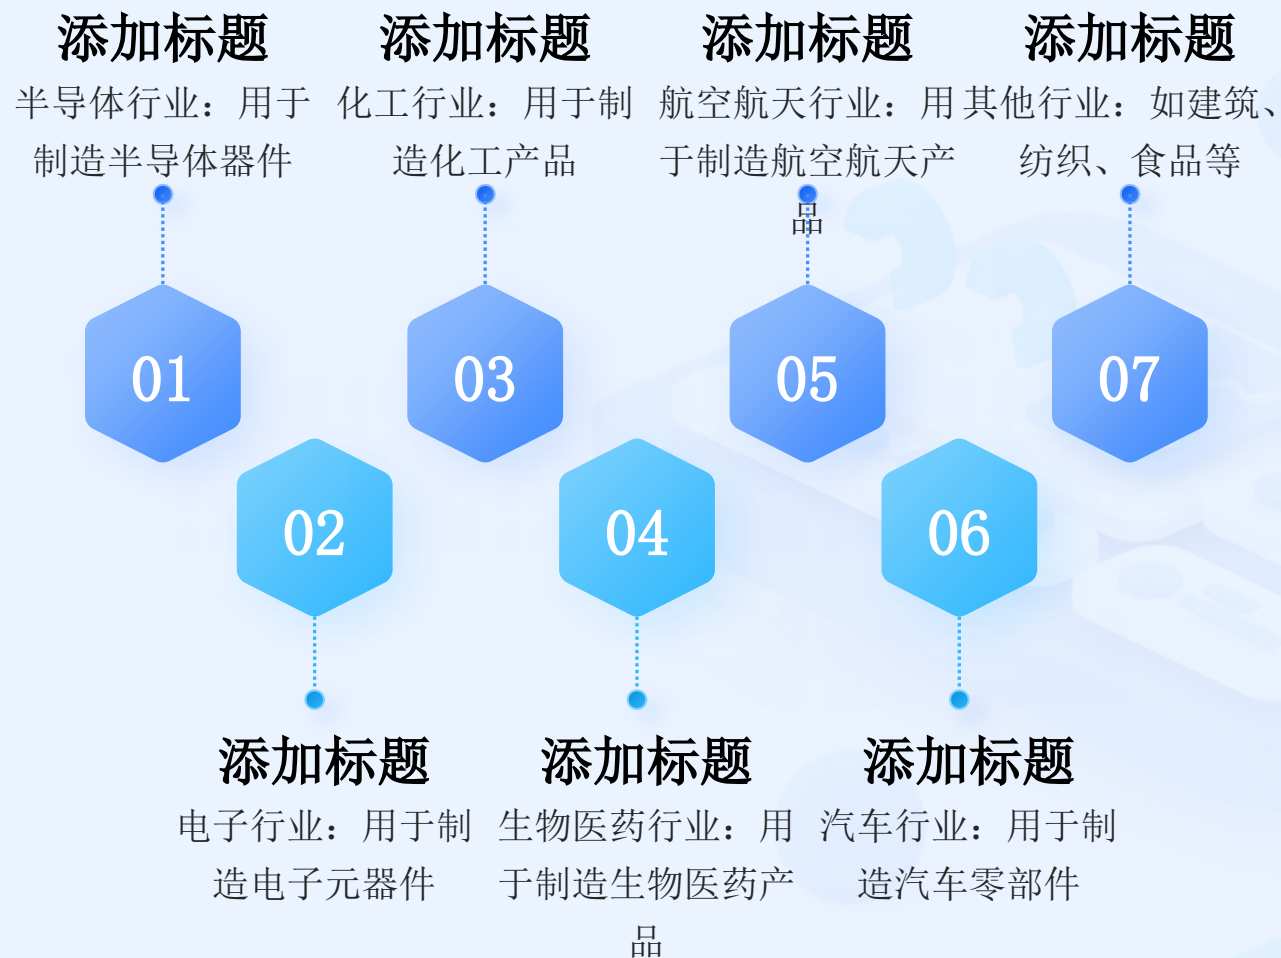 添加标题
半导体行业：用于
制造半导体器件
添加标题
化工行业：用于制
造化工产品
添加标题
航空航天行业：用
于制造航空航天产
品
添加标题
其他行业：如建筑、
纺织、食品等
01
03
05
07
02
04
06
添加标题
电子行业：用于制
造电子元器件
添加标题
生物医药行业：用
于制造生物医药产
品
添加标题
汽车行业：用于制
造汽车零部件